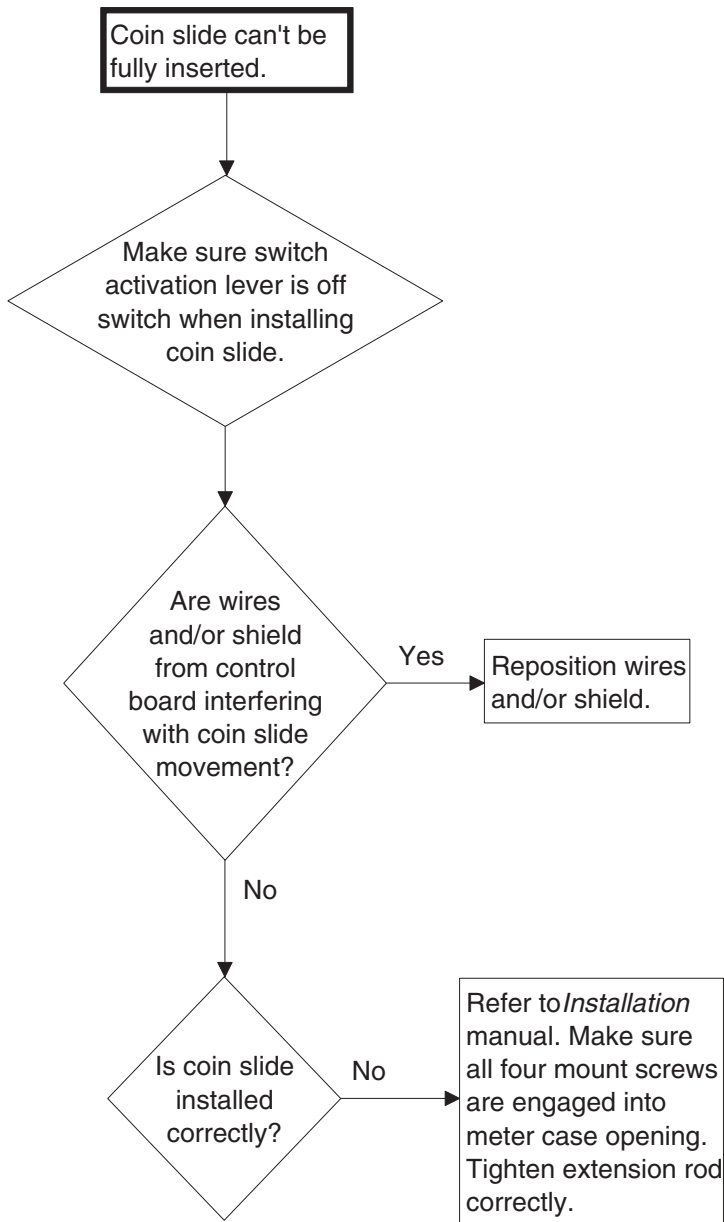 Coin slide can't be
fully inserted.
Make sure switch
activation lever is off
switch when installing
coin slide.
Are wires
and/or shield
from control
board interfering
with coin slide
movement?
Yes
Reposition wires
and/or shield.
No
Is coin slide
installed
correctly?
No
Refer to Installation
manual. Make sure
all four mount screws
are engaged into
meter case opening.
Tighten extension rod
correctly.